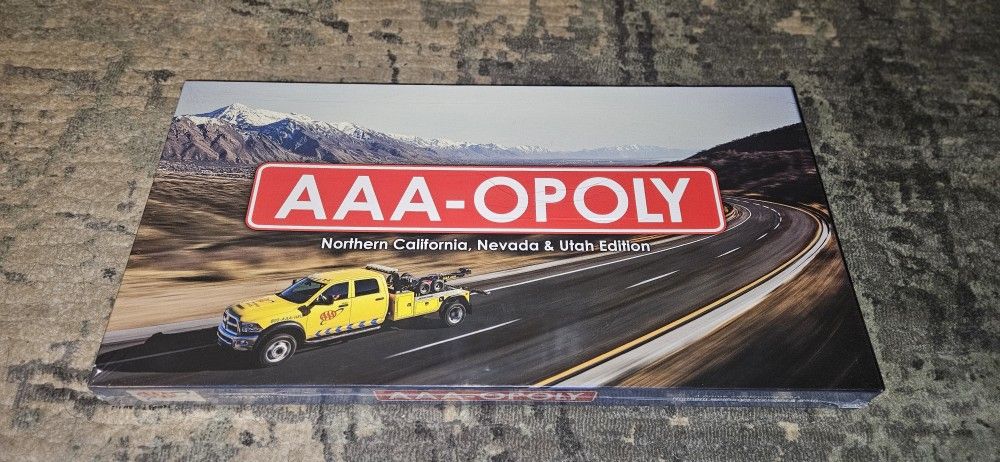 AAA-OPOLY
Northern California, Nevada & Utah Edition
AAA
AAA-OPOLY